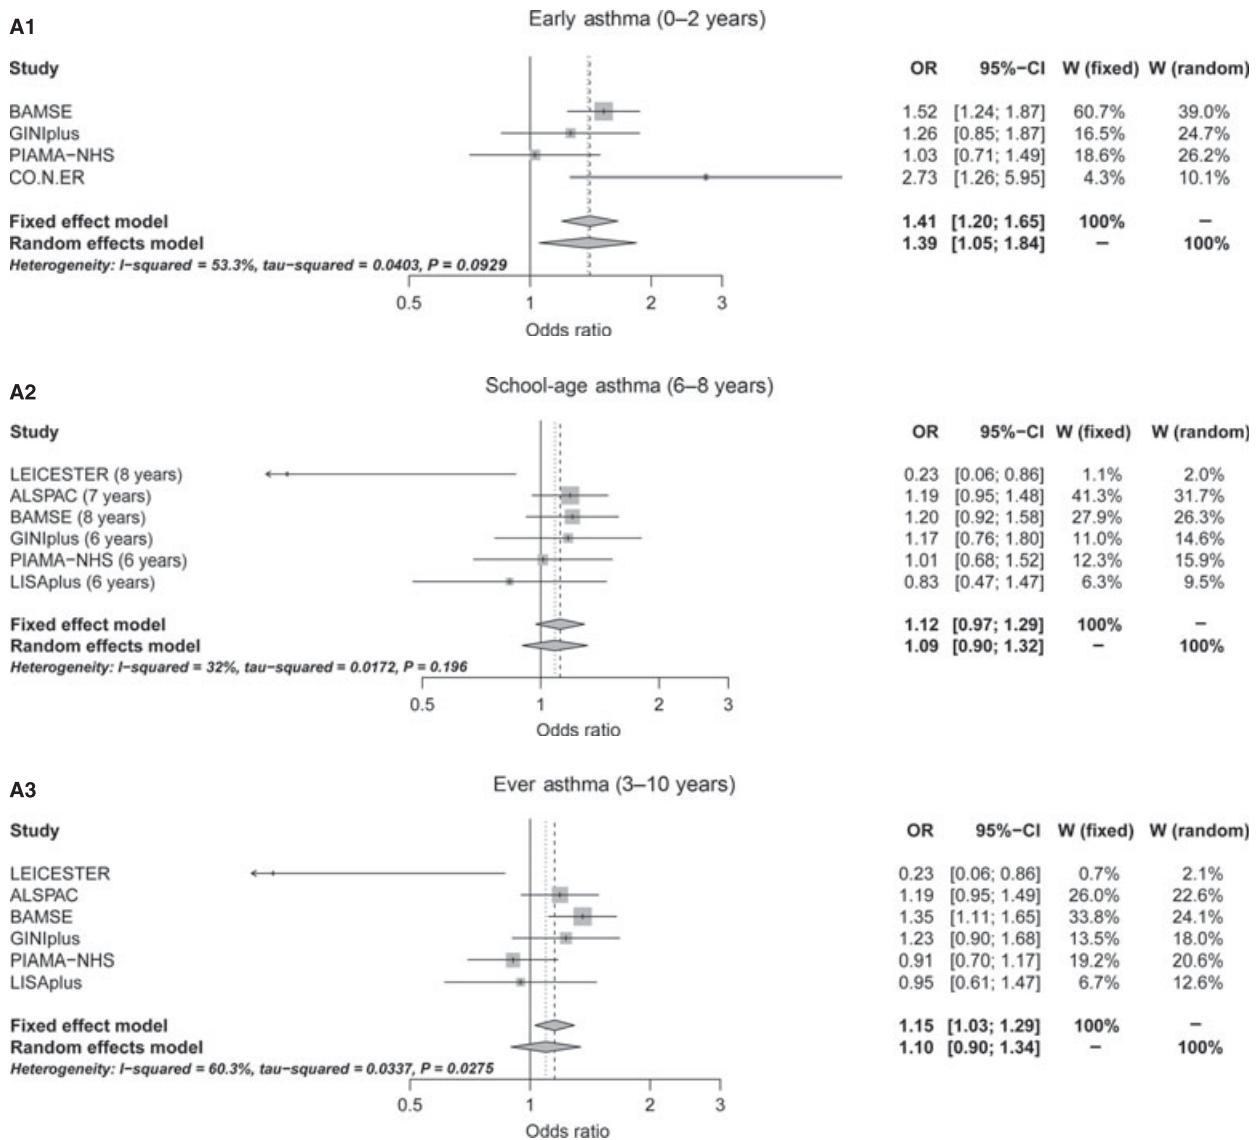 A1
Early asthma (0–2 years)
Study OR 95%−CI W (fixed) W (random)
BAMSE 1.52 [1.24; 1.87] 60.7% 39.0%
GINIplus 1.26 [0.85; 1.87] 16.5% 24.7%
PIAMA−NHS 1.03 [0.71; 1.49] 18.6% 26.2%
CO.N.ER 2.73 [1.26; 5.95] 4.3% 10.1%
Fixed effect model 1.41 [1.20; 1.65] 100% −
Random effects model 1.39 [1.05; 1.84] − 100%
Heterogeneity: I−squared = 53.3%, tau−squared = 0.0403, P = 0.0929
0.5 1 2 3
Odds ratio
A2
School-age asthma (6–8 years)
Study OR 95%−CI W (fixed) W (random)
LEICESTER (8 years) 0.23 [0.06; 0.86] 1.1% 2.0%
ALSPAC (7 years) 1.19 [0.95; 1.48] 41.3% 31.7%
BAMSE (8 years) 1.20 [0.92; 1.58] 27.9% 26.3%
GINIplus (6 years) 1.17 [0.76; 1.80] 11.0% 14.6%
PIAMA−NHS (6 years) 1.01 [0.68; 1.52] 12.3% 15.9%
LISAplus (6 years) 0.83 [0.47; 1.47] 6.3% 9.5%
Fixed effect model 1.12 [0.97; 1.29] 100% −
Random effects model 1.09 [0.90; 1.32] − 100%
Heterogeneity: I−squared = 32%, tau−squared = 0.0172, P = 0.196
0.5 1 2 3
Odds ratio
A3
Ever asthma (3–10 years)
Study OR 95%−CI W (fixed) W (random)
LEICESTER 0.23 [0.06; 0.86] 0.7% 2.1%
ALSPAC 1.19 [0.95; 1.49] 26.0% 22.6%
BAMSE 1.35 [1.11; 1.65] 33.8% 24.1%
GINIplus 1.23 [0.90; 1.68] 13.5% 18.0%
PIAMA−NHS 0.91 [0.70; 1.17] 19.2% 20.6%
LISAplus 0.95 [0.61; 1.47] 6.7% 12.6%
Fixed effect model 1.15 [1.03; 1.29] 100% −
Random effects model 1.10 [0.90; 1.34] − 100%
Heterogeneity: I−squared = 60.3%, tau−squared = 0.0337, P = 0.0275
0.5 1 2 3
Odds ratio